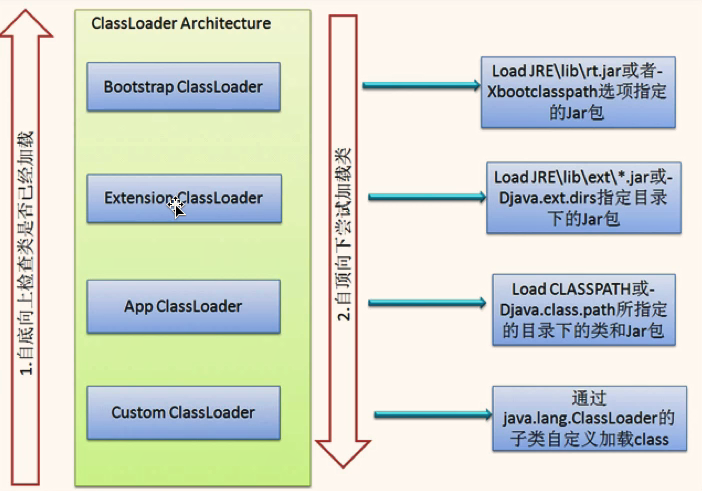 ClassLoader Architecture
Bootstrap ClassLoader
Extension ClassLoader
App ClassLoader
Custom ClassLoader
1.自底向上检查类是否已经加载
2.自顶向下尝试加载类
Load JRE\lib\rt.jar或者-
Xbootclasspath选项指定
的Jar包
Load JRE\lib\ext\*.jar或-
Djava.ext.dirs指定目录
下的Jar包
Load CLASSPATH或-
Djava.class.path所指定
的目录下的类和Jar包
通过
java.lang.ClassLoader的
子类自定义加载class